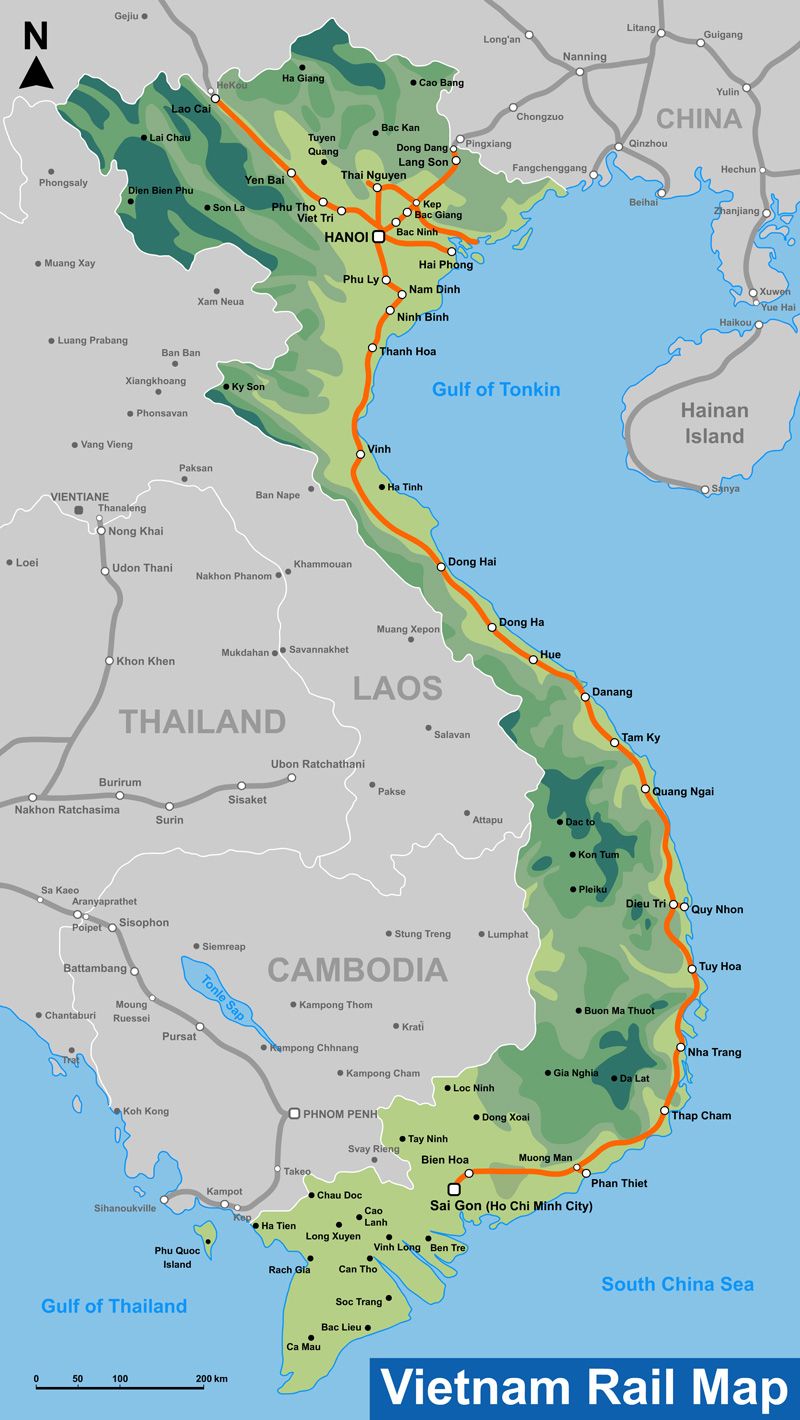 N
Gejiu
Long'an
Litang
Guigang
Nanning
HeKou
Ha Giang
Cao Bang
Yulin
Lao Cai
Chongzuo
CHINA
Lai Chau
Bac Kan
Tuyen
Quang
Dong Dang
Pingxiang
Qinzhou
Lang Son
Phongsaly
Yen Bai
Thai Nguyen
Fangchenggang
Hechun
Dien Bien Phu
Son La
Phu Tho
Viet Tri
Kep
Bac Giang
Beihai
Zhanjiang
HANOI
Bac Ninh
Muang Xay
Hai Phong
Phu Ly
Nam Dinh
Xam Neua
Xuwen
Yue Hai
Ninh Binh
Haikou
Luang Prabang
Ban Ban
Thanh Hoa
Xiangkhoang
Ky Son
Gulf of Tonkin
Phonsavan
Hainan
Island
Vang Vieng
Vinh
Paksan
Ha Tinh
Sanya
VIENTIANE
Ban Nape
Thanaleng
Nong Khai
Loei
Udon Thani
Khammouan
Nakhon Phanom
Dong Hai
Dong Ha
Muang Xepon
Mukdahan
Savannakhet
Hue
Khon Khen
LAOS
Danang
THAILAND
Salavan
Tam Ky
Ubon Ratchathani
Burirum
Sisaket
Pakse
Quang Ngai
Nakhon Ratchasima
Surin
Attapu
Dac to
Kon Tum
Pleiku
Sa Kaeo
Aranyaprathet
Poipet
Sisophon
Dieu Tri
Quy Nhon
Siemreap
Stung Treng
Lumphat
Battambang
CAMBODIA
Tuy Hoa
Tonle Sap
Moung
Ruessei
Kampong Thom
Chantaburi
Buon Ma Thuot
Krati
Pursat
Trat
Kampong Chhnang
Nha Trang
Kampong Cham
Gia Nghia
Da Lat
Loc Ninh
Koh Kong
PHNOM PENH
Dong Xoai
Thap Cham
Tay Ninh
Svay Rieng
Bien Hoa
Muong Man
Takeo
Phan Thiet
Kampot
Chau Doc
Sai Gon (Ho Chi Minh City)
Sihanoukville
Kep
Ha Tien
Cao
Lanh
Long Xuyen
Vinh Long
Ben Tre
Phu Quoc
Island
Rach GIa
Can Tho
South China Sea
Gulf of Thailand
Soc Trang
Bac Lieu
Ca Mau
0 50 100 200 km
Vietnam Rail Map